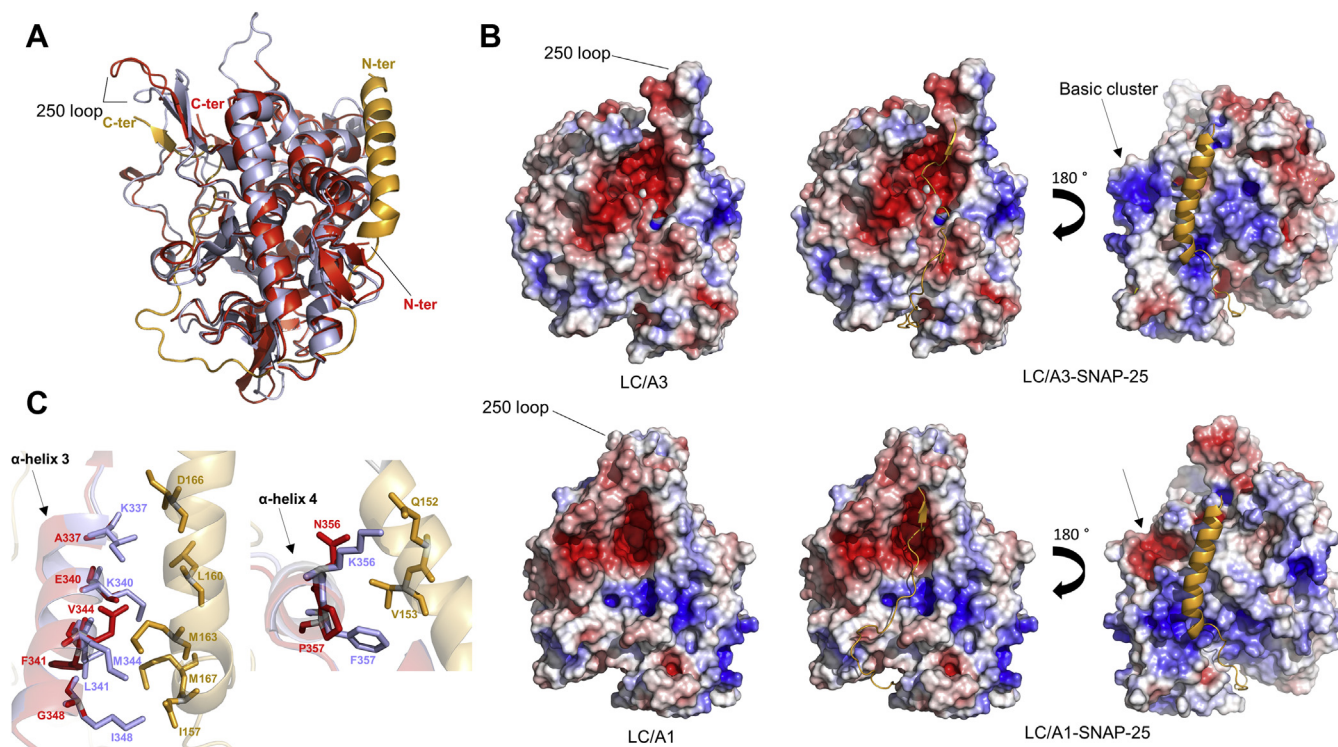 A
N-ter
250 loop
C-ter
C-ter
N-ter
B
250 loop
Basic cluster
180 °
LC/A3
LC/A3-SNAP-25
250 loop
180 °
LC/A1
LC/A1-SNAP-25
C
α-helix 3
D166
K337
A337
L160
E340
K340
V344
M163
F341
M344
L341
M167
G348
I348
I157
α-helix 4
Q152
N356
K356
V153
P357
F357